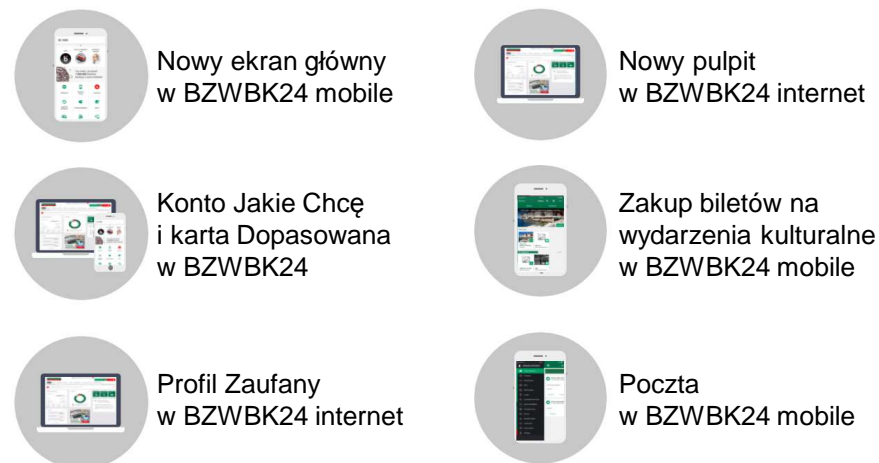 Nowy ekran główny
w BZWBK24 mobile
Nowy pulpit
w BZWBK24 internet
Konto Jakie Chcę
i karta Dopasowana
w BZWBK24
Zakup biletów na
wydarzenia kulturalne
w BZWBK24 mobile
Profil Zaufany
w BZWBK24 internet
Poczta
w BZWBK24 mobile